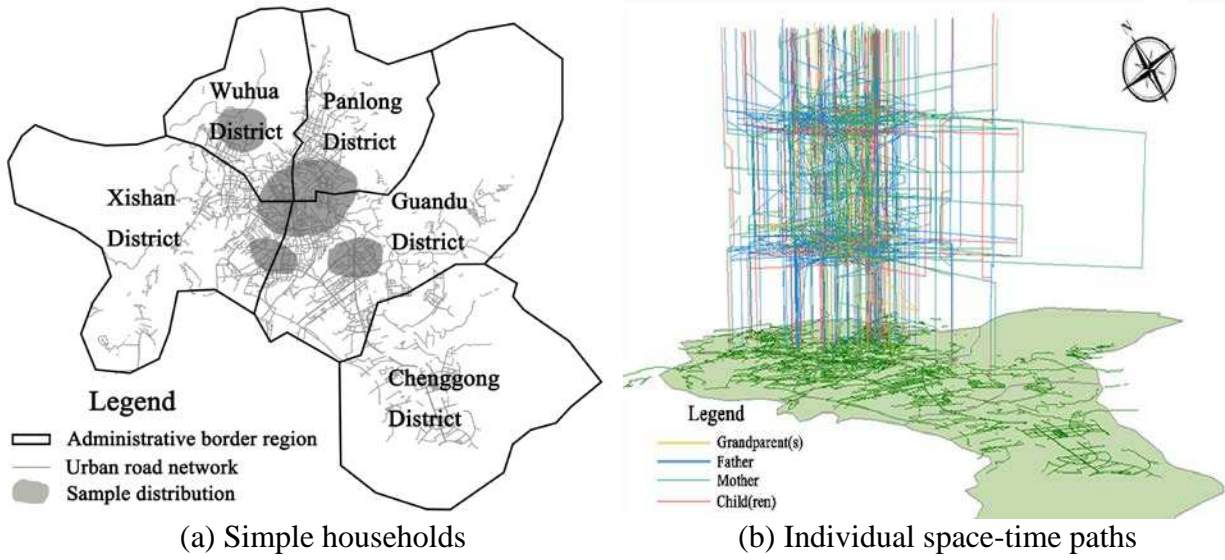 Wuhua
District
Panlong
District
Xishan
District
Guandu
District
Chenggong
District
Legend
Administrative border region
Urban road network
Sample distribution
(a) Simple households
N
Legend
Grandparent(s)
Father
Mother
Child(ren)
(b) Individual space-time paths